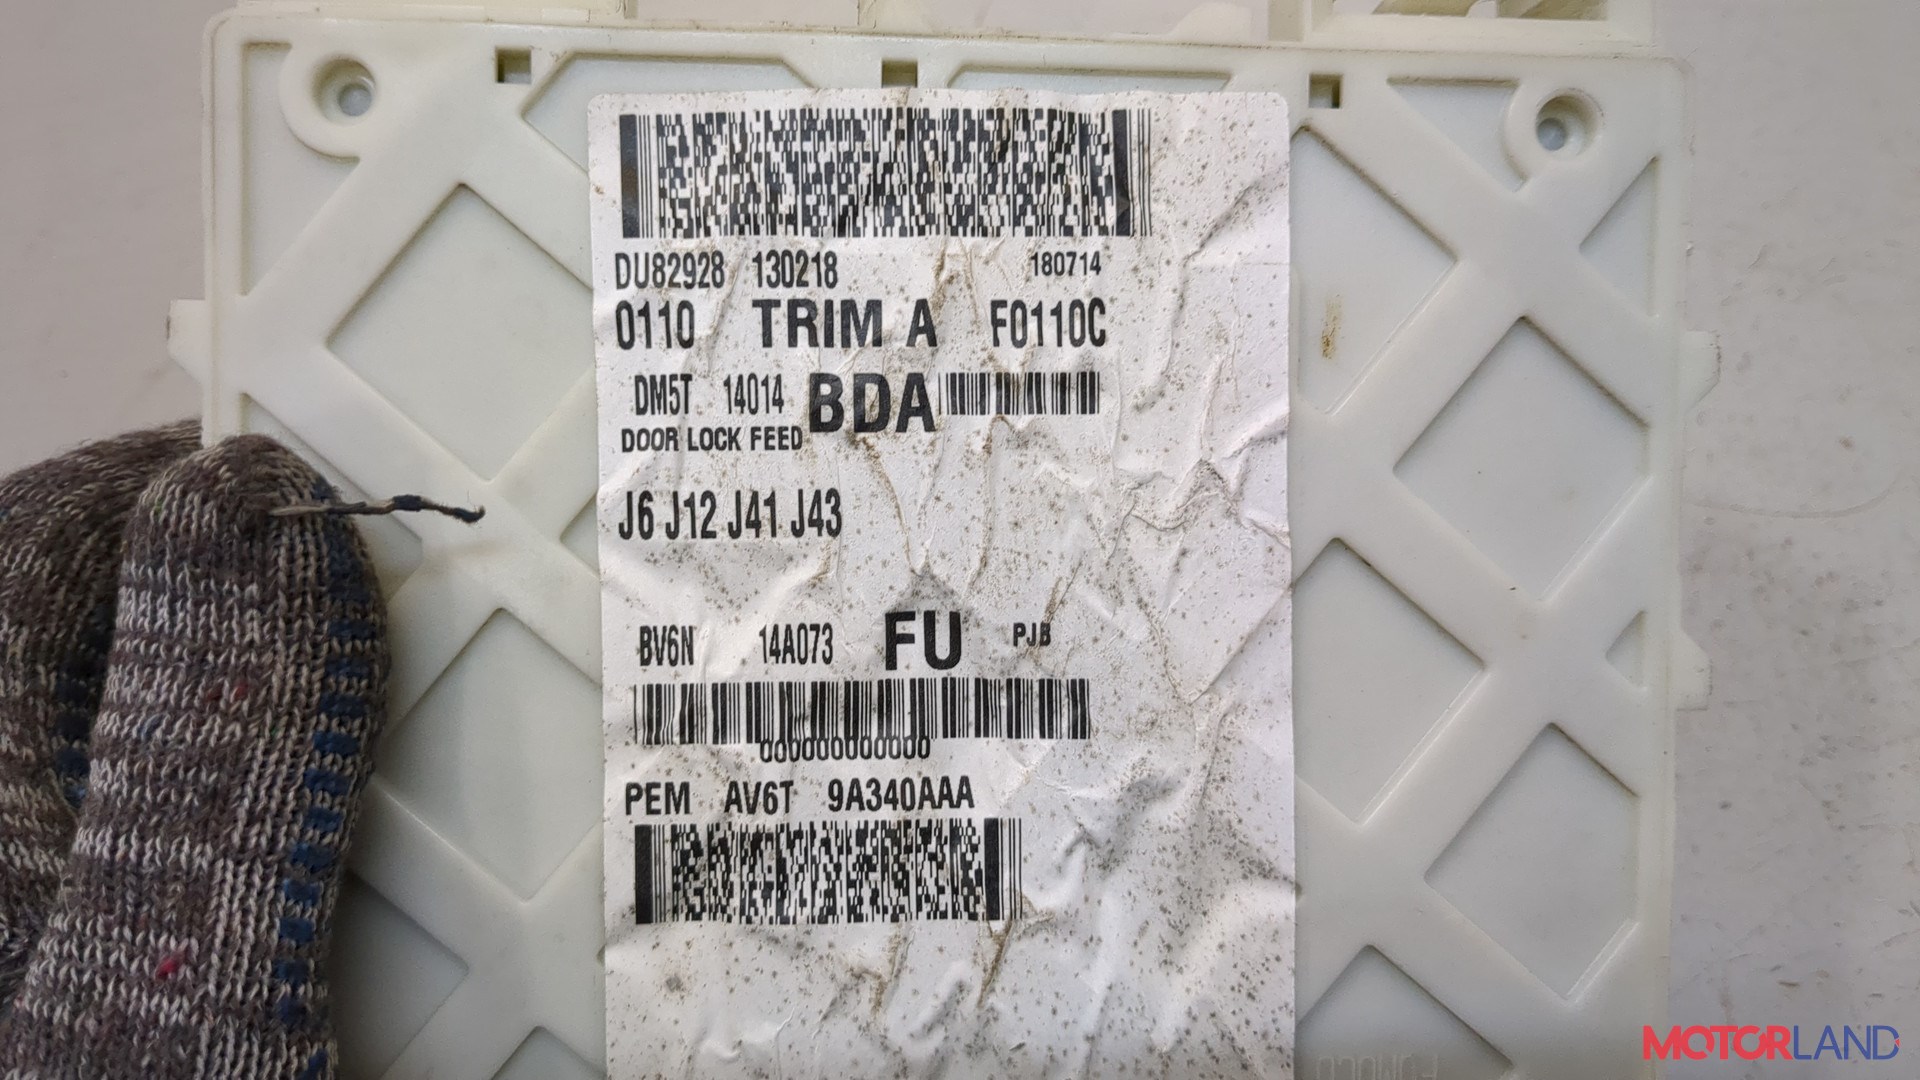 DU82928 130218 180714
0110 TRIM A F0110C
DM5T 14014 BDA
DOOR LOCK FEED
J6 J12 J41 J43
BV6N 14A073 FU PJB
000000000000
PEM AV6T 9A340AAA
FOMOCO
MOTORLAND